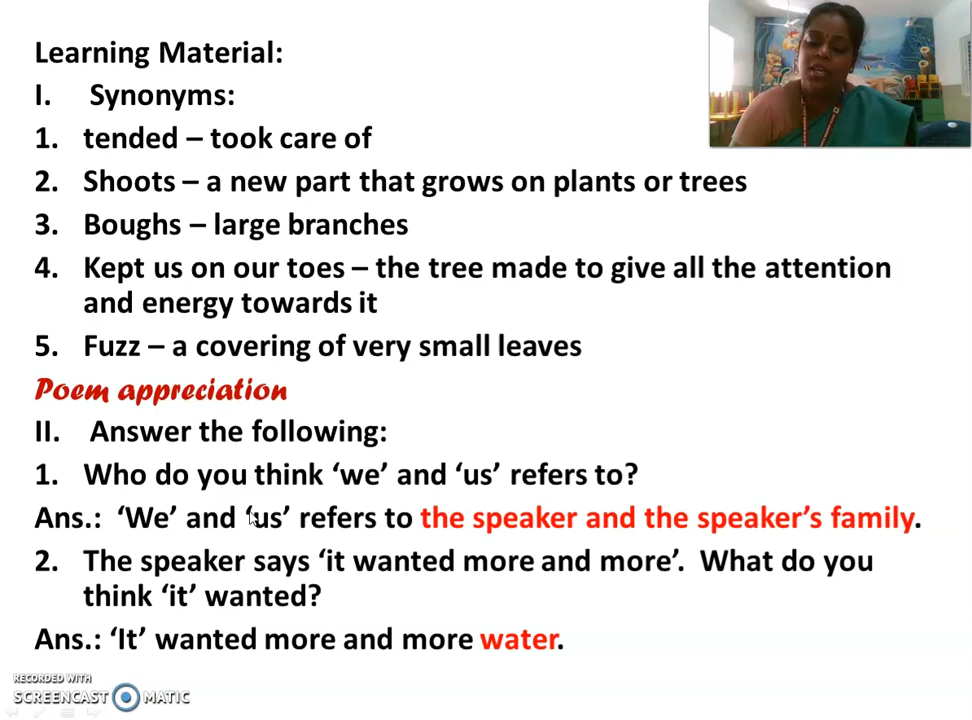 Learning Material:
I. Synonyms:
1. tended – took care of
2. Shoots – a new part that grows on plants or trees
3. Boughs – large branches
4. Kept us on our toes – the tree made to give all the attention
and energy towards it
5. Fuzz – a covering of very small leaves
Poem appreciation
II. Answer the following:
1. Who do you think ‘we’ and ‘us’ refers to?
Ans.: ‘We’ and ‘us’ refers to the speaker and the speaker’s family.
2. The speaker says ‘it wanted more and more’. What do you
think ‘it’ wanted?
Ans.: ‘It’ wanted more and more water.
RECORDED WITH
SCREENCAST MATIC